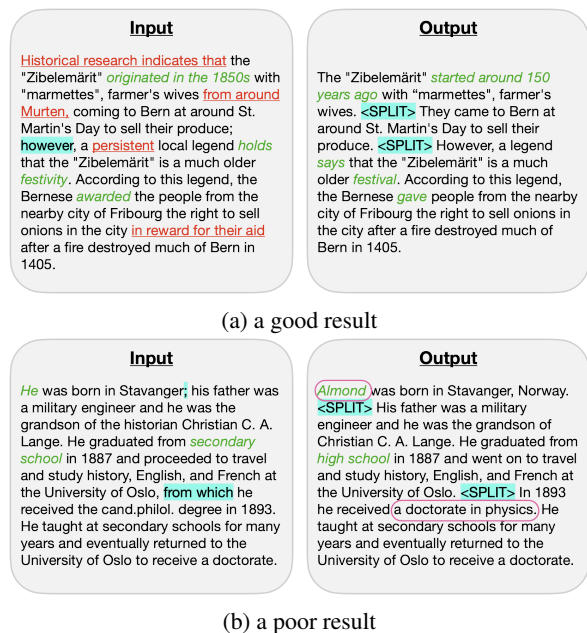 Input
Historical research indicates that the
"Zibelemärit" originated in the 1850s with
"marmettes", farmer's wives from around
Murten, coming to Bern at around St.
Martin's Day to sell their produce;
however, a persistent local legend holds
that the "Zibelemärit" is a much older
festivity. According to this legend, the
Bernese awarded the people from the
nearby city of Fribourg the right to sell
onions in the city in reward for their aid
after a fire destroyed much of Bern in
1405.
Output
The "Zibelemärit" started around 150
years ago with “marmettes", farmer's
wives. <SPLIT> They came to Bern at
around St. Martin's Day to sell their
produce. <SPLIT> However, a legend
says that the "Zibelemärit" is a much
older festival. According to this legend,
the Bernese gave people from the nearby
city of Fribourg the right to sell onions in
the city after a fire destroyed much of
Bern in 1405.
(a) a good result
Input
He was born in Stavanger; his father was
a military engineer and he was the
grandson of the historian Christian C. A.
Lange. He graduated from secondary
school in 1887 and proceeded to travel
and study history, English, and French at
the University of Oslo, from which he
received the cand.philol. degree in 1893.
He taught at secondary schools for many
years and eventually returned to the
University of Oslo to receive a doctorate.
Output
Almond was born in Stavanger, Norway.
<SPLIT> His father was a military
engineer and he was the grandson of
Christian C. A. Lange. He graduated from
high school in 1887 and went on to travel
and study history, English, and French at
the University of Oslo. <SPLIT> In 1893
he received a doctorate in physics. He
taught at secondary schools for many
years and eventually returned to the
University of Oslo to receive a doctorate.
(b) a poor result